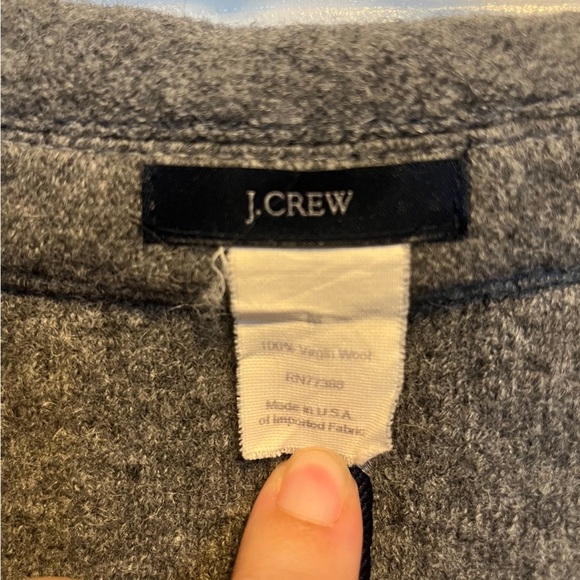 J.CREW
100% Virgin Wool
RN77388
Made in U.S.A.
of Imported Fabric